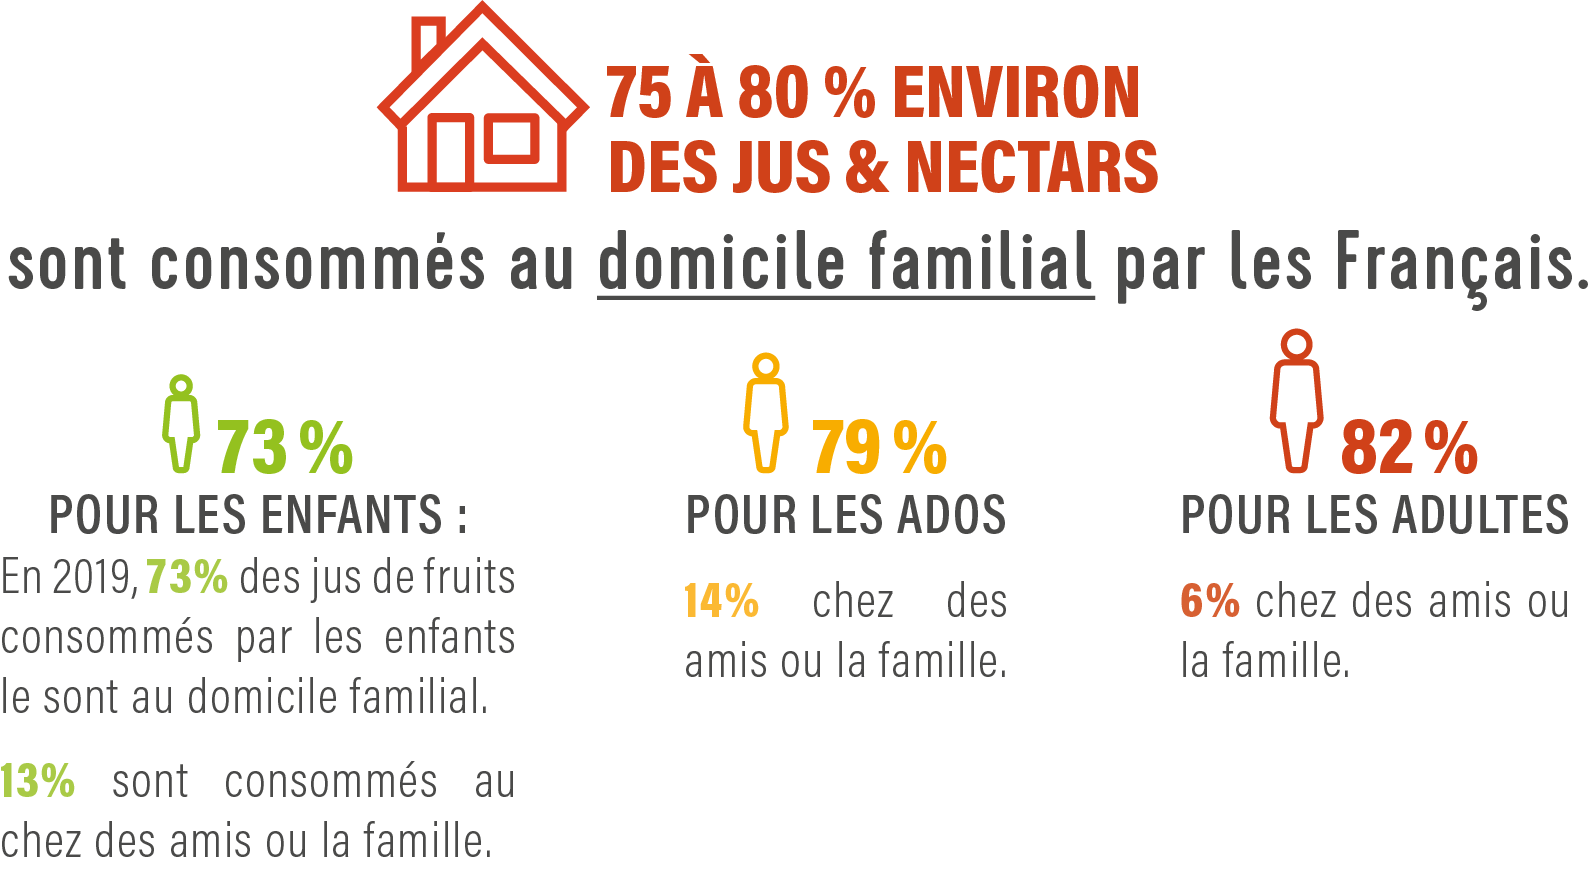 75 À 80 % ENVIRON
DES JUS & NECTARS
sont consommés au domicile familial par les Français.
73 %
POUR LES ENFANTS :
En 2019, 73% des jus de fruits
consommés par les enfants
le sont au domicile familial.
13% sont consommés au
chez des amis ou la famille.
79 %
POUR LES ADOS
14% chez des
amis ou la famille.
82 %
POUR LES ADULTES
6% chez des amis ou
la famille.